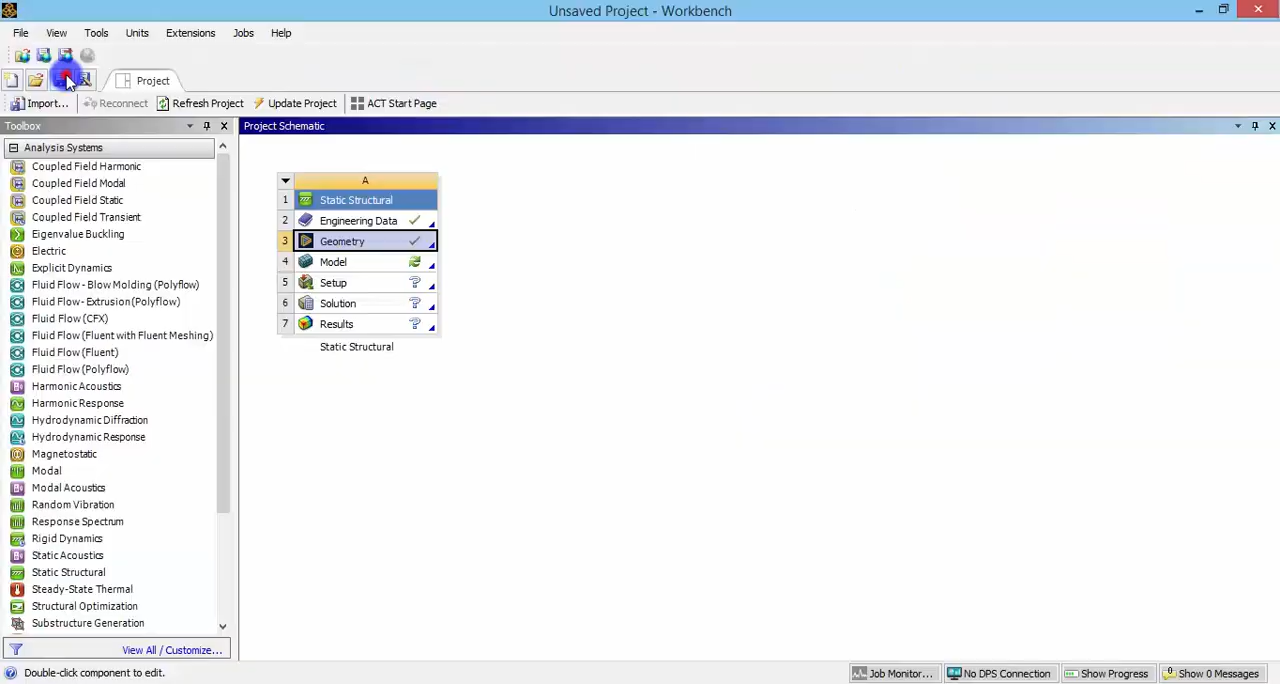 Unsaved Project - Workbench
File View Tools Units Extensions Jobs Help
Project
Import... Reconnect Refresh Project Update Project ACT Start Page
Toolbox
Project Schematic
Analysis Systems
Coupled Field Harmonic
Coupled Field Modal
Coupled Field Static
Coupled Field Transient
Eigenvalue Buckling
Electric
Explicit Dynamics
Fluid Flow - Blow Molding (Polyflow)
Fluid Flow- Extrusion (Polyflow)
Fluid Flow (CFX)
Fluid Flow (Fluent with Fluent Meshing)
Fluid Flow (Fluent)
Fluid Flow (Polyflow)
Harmonic Acoustics
Harmonic Response
Hydrodynamic Diffraction
Hydrodynamic Response
Magnetostatic
Modal
Modal Acoustics
Random Vibration
Response Spectrum
Rigid Dynamics
Static Acoustics
Static Structural
Steady-State Thermal
Structural Optimization
Substructure Generation
View All / Customize...
A
1 Static Structural
2 Engineering Data
3 Geometry
4 Model
5 Setup ?
6 Solution ?
7 Results ?
Static Structural
Double-click component to edit.
Job Monitor... No DPS Connection Show Progress Show 0 Messages